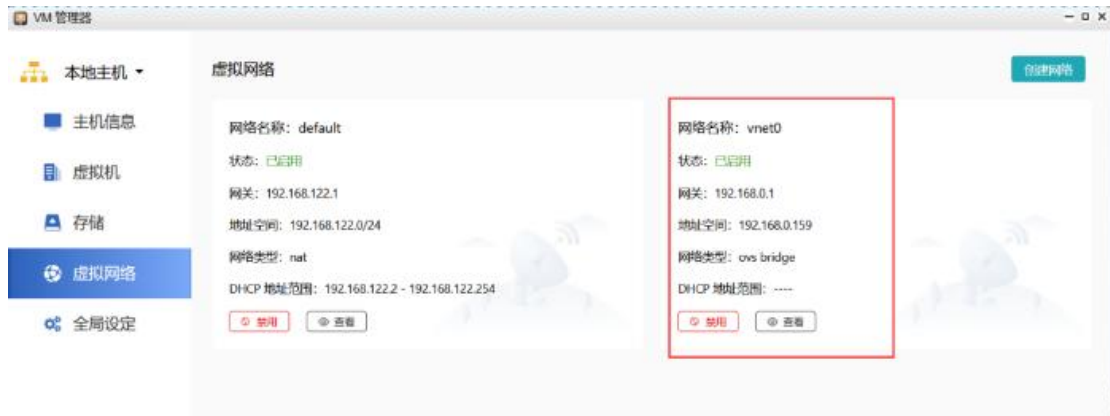 VM 管理器
本地主机
主机信息
虚拟机
存储
虚拟网络
全局设定
虚拟网络
创建网络
网络名称：default
状态：已启用
网关：192.168.122.1
地址空间：192.168.122.0/24
网络类型：nat
DHCP 地址范围：192.168.122.2 - 192.168.122.254
禁用 查看
网络名称：vnet0
状态：已启用
网关：192.168.0.1
地址空间：192.168.0.159
网络类型：ovs bridge
DHCP 地址范围：----
禁用 查看